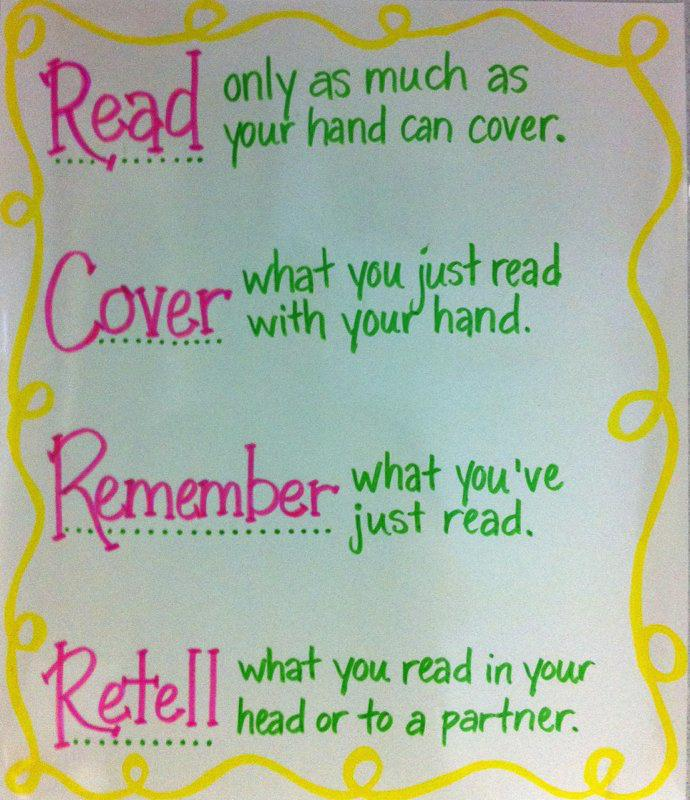 Read only as much as
your hand can cover.
Cover what you just read
with your hand.
Remember what you've
just read.
Retell what you read in your
head or to a partner.